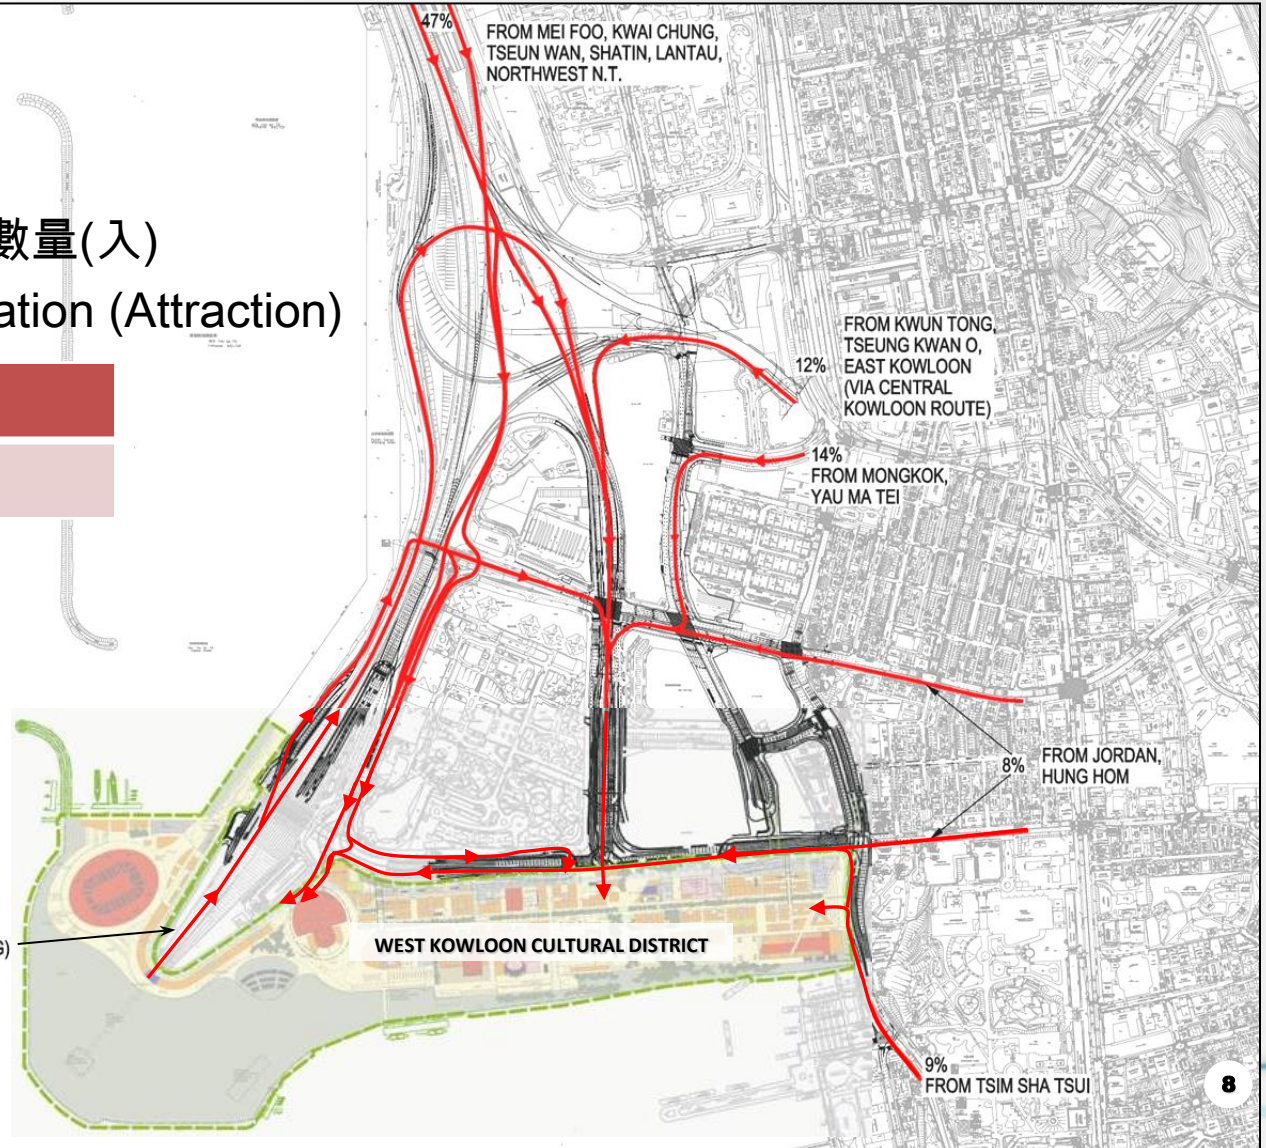 47%
FROM MEI FOO, KWAI CHUNG,
TSEUN WAN, SHATIN, LANTAU,
NORTHWEST N.T.
數量(入)
ation (Attraction)
FROM KWUN TONG,
TSEUNG KWAN O,
EAST KOWLOON
(VIA CENTRAL
KOWLOON ROUTE)
12%
14%
FROM MONGKOK,
YAU MA TEI
8%
FROM JORDAN,
HUNG HOM
G)
WEST KOWLOON CULTURAL DISTRICT
9%
FROM TSIM SHA TSUI
8